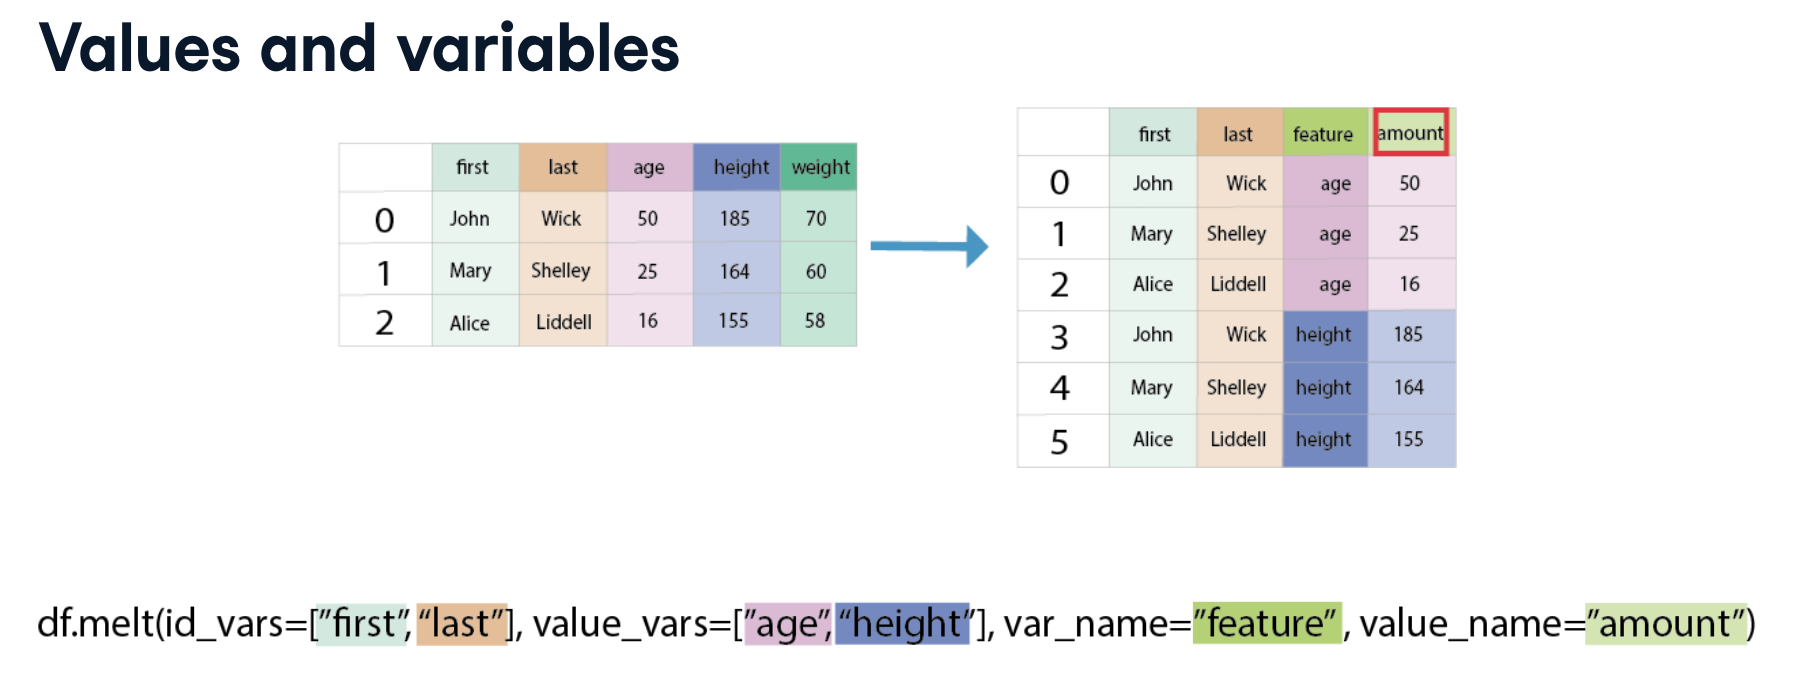 Values and variables
first last age height weight
0 John Wick 50 185 70
1 Mary Shelley 25 164 60
2 Alice Liddell 16 155 58
first last feature amount
0 John Wick age 50
1 Mary Shelley age 25
2 Alice Liddell age 16
3 John Wick height 185
4 Mary Shelley height 164
5 Alice Liddell height 155
df.melt(id_vars=[”first”, “last”], value_vars=[”age”, “height”], var_name=”feature”, value_name=”amount”)